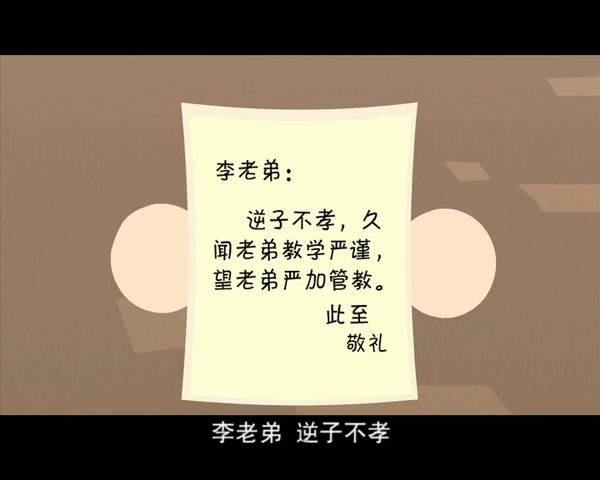 李老弟：
逆子不孝，久
闻老弟教学严谨，
望老弟严加管教。
此至
敬礼
李老弟 逆子不孝